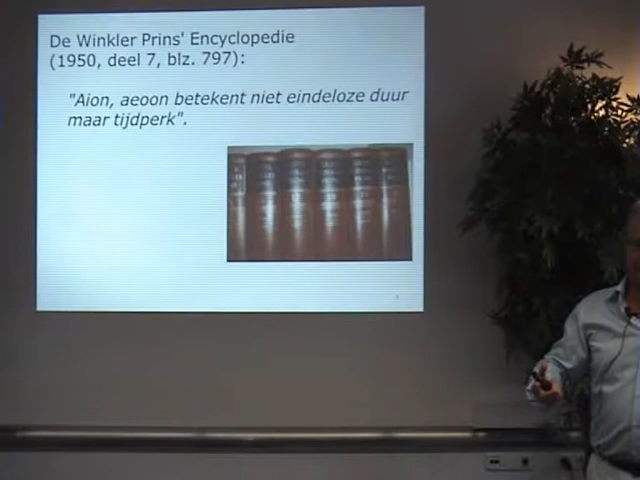 De Winkler Prins' Encyclopedie
(1950, deel 7, blz. 797):
"Aion, aeoon betekent niet eindeloze duur
maar tijdperk".